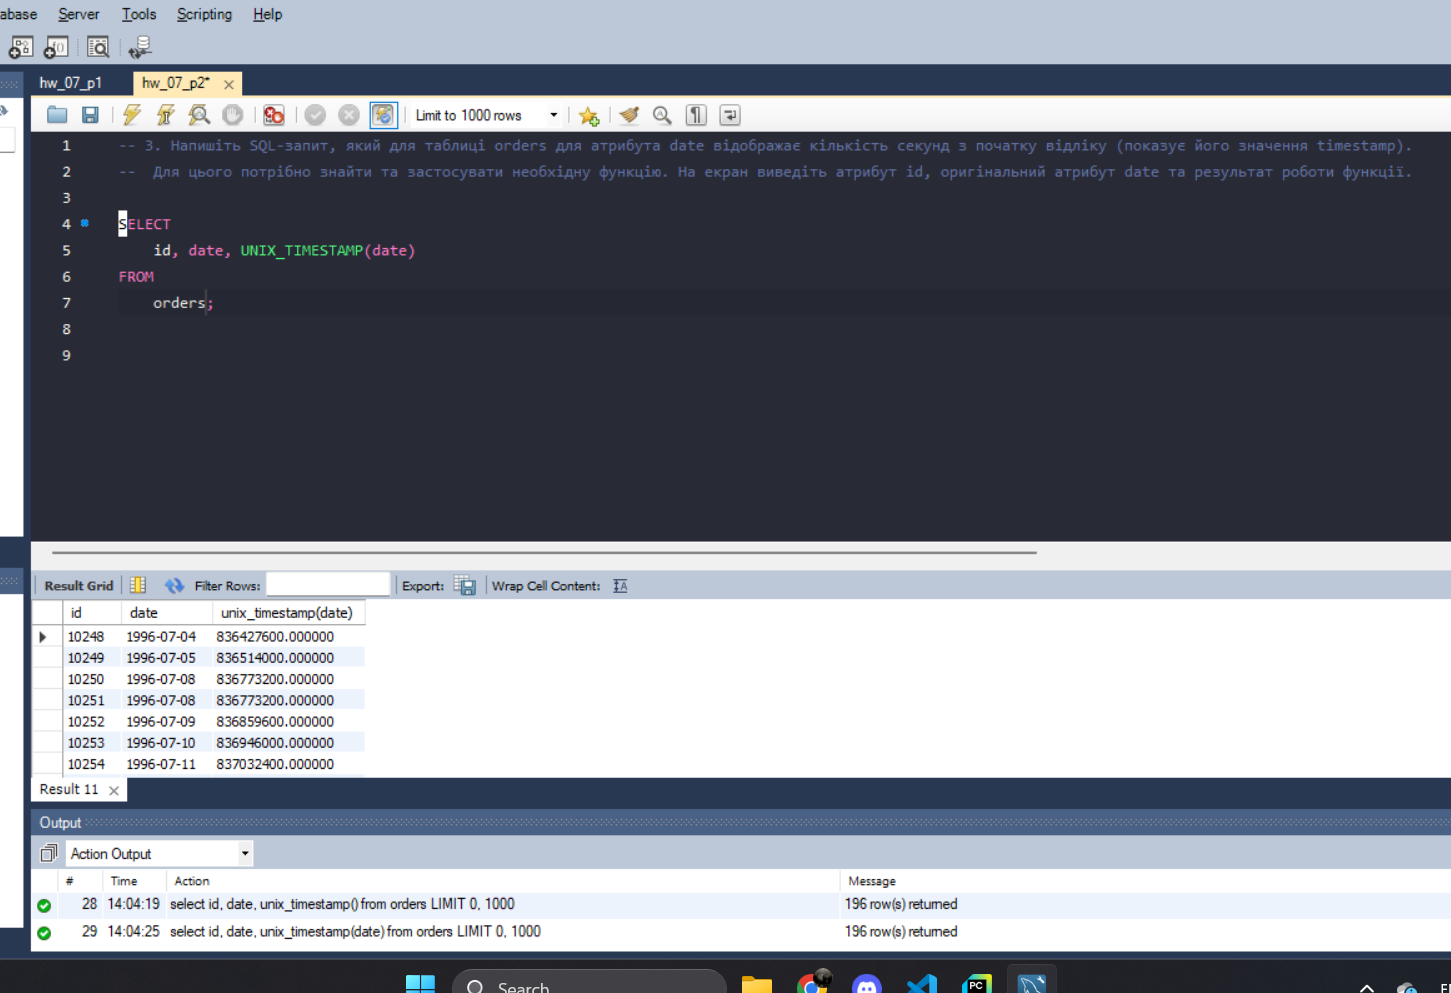 abase Server Tools Scripting Help
hw_07_p1 hw_07_p2*
Limit to 1000 rows
1 -- 3. Напишіть SQL-запит, який для таблиці orders для атрибута date відображає кількість секунд з початку відліку (показує його значення timestamp).
2 --  Для цього потрібно знайти та застосувати необхідну функцію. На екран виведіть атрибут id, оригінальний атрибут date та результат роботи функції.
3
4 SELECT
5 id, date, UNIX_TIMESTAMP(date)
6 FROM
7 orders;
8
9
Result Grid Filter Rows: Export: Wrap Cell Content:
id date unix_timestamp(date)
10248 1996-07-04 836427600.000000
10249 1996-07-05 836514000.000000
10250 1996-07-08 836773200.000000
10251 1996-07-08 836773200.000000
10252 1996-07-09 836859600.000000
10253 1996-07-10 836946000.000000
10254 1996-07-11 837032400.000000
Result 11
Output
Action Output
# Time Action Message
28 14:04:19 select id, date, unix_timestamp() from orders LIMIT 0, 1000 196 row(s) returned
29 14:04:25 select id, date, unix_timestamp(date) from orders LIMIT 0, 1000 196 row(s) returned
Search PC